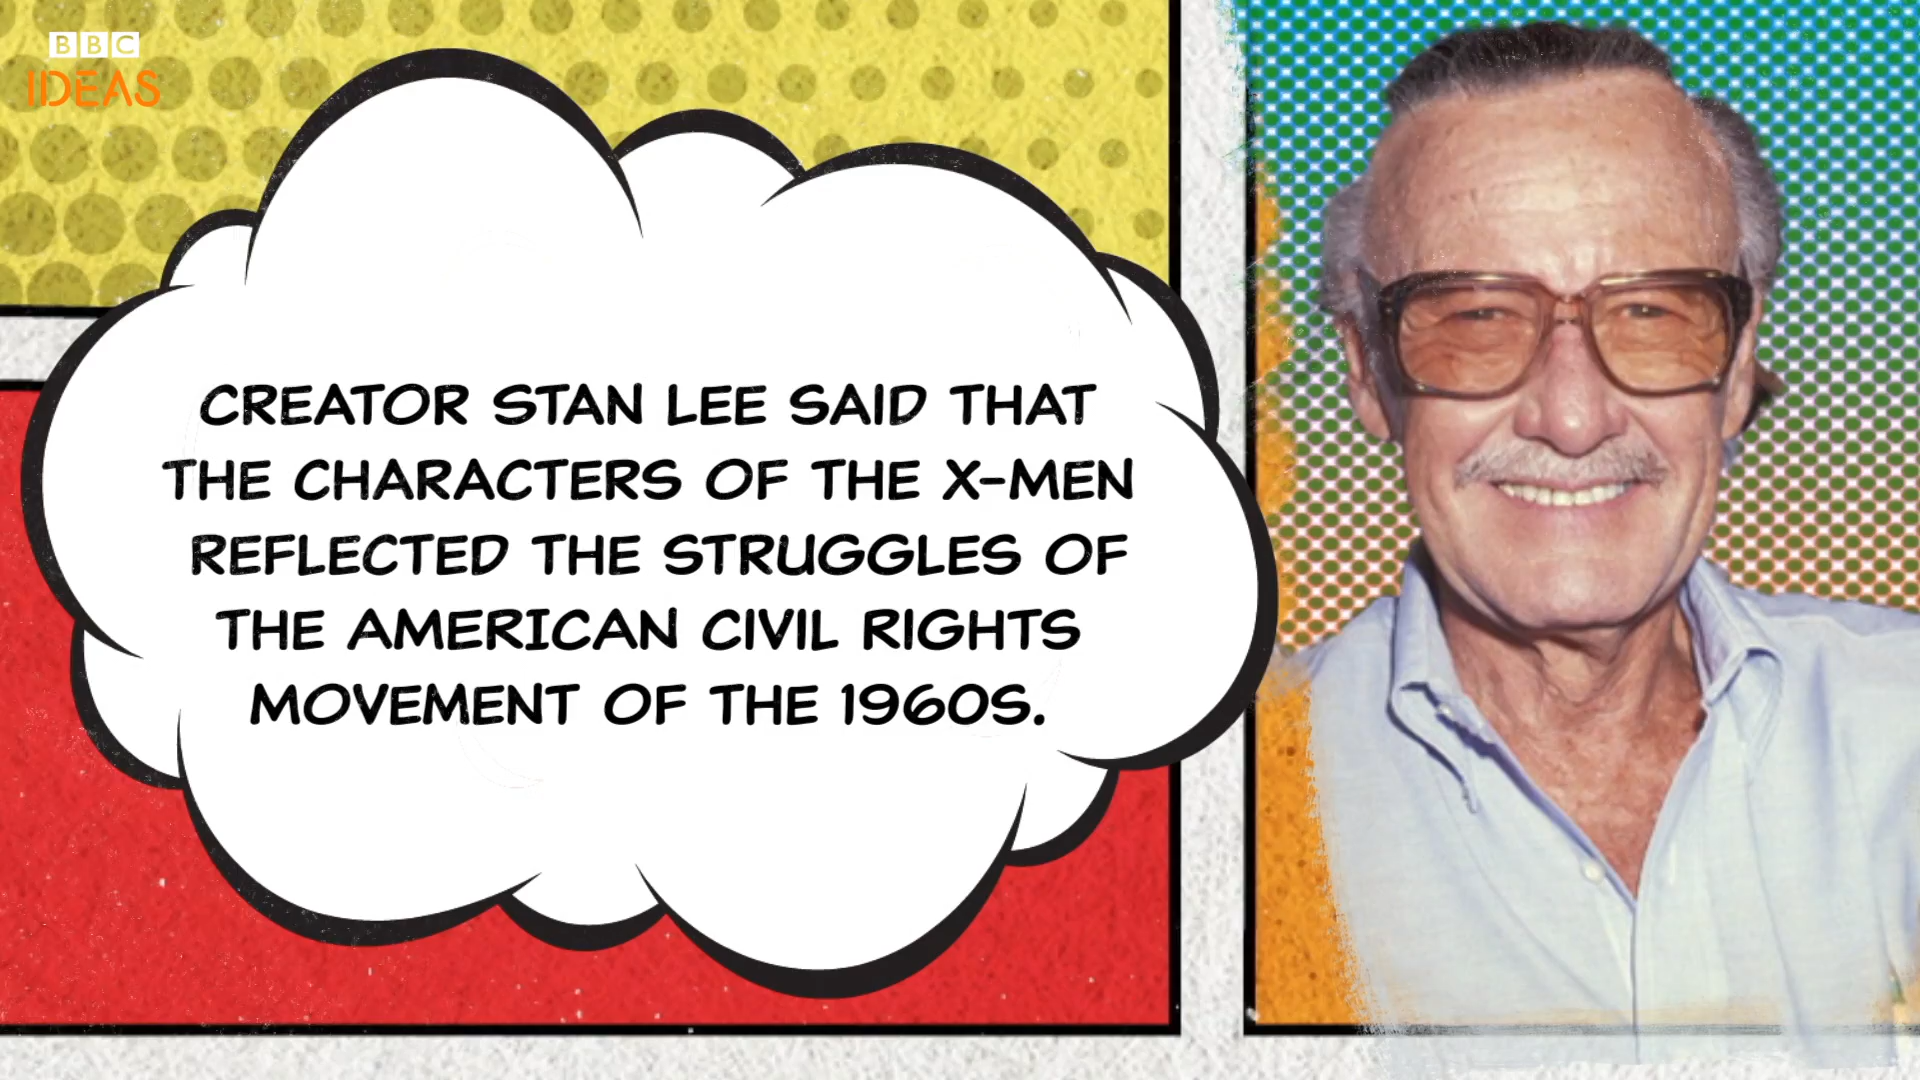 BBC
IDEAS
CREATOR STAN LEE SAID THAT
THE CHARACTERS OF THE X-MEN
REFLECTED THE STRUGGLES OF
THE AMERICAN CIVIL RIGHTS
MOVEMENT OF THE 1960S.